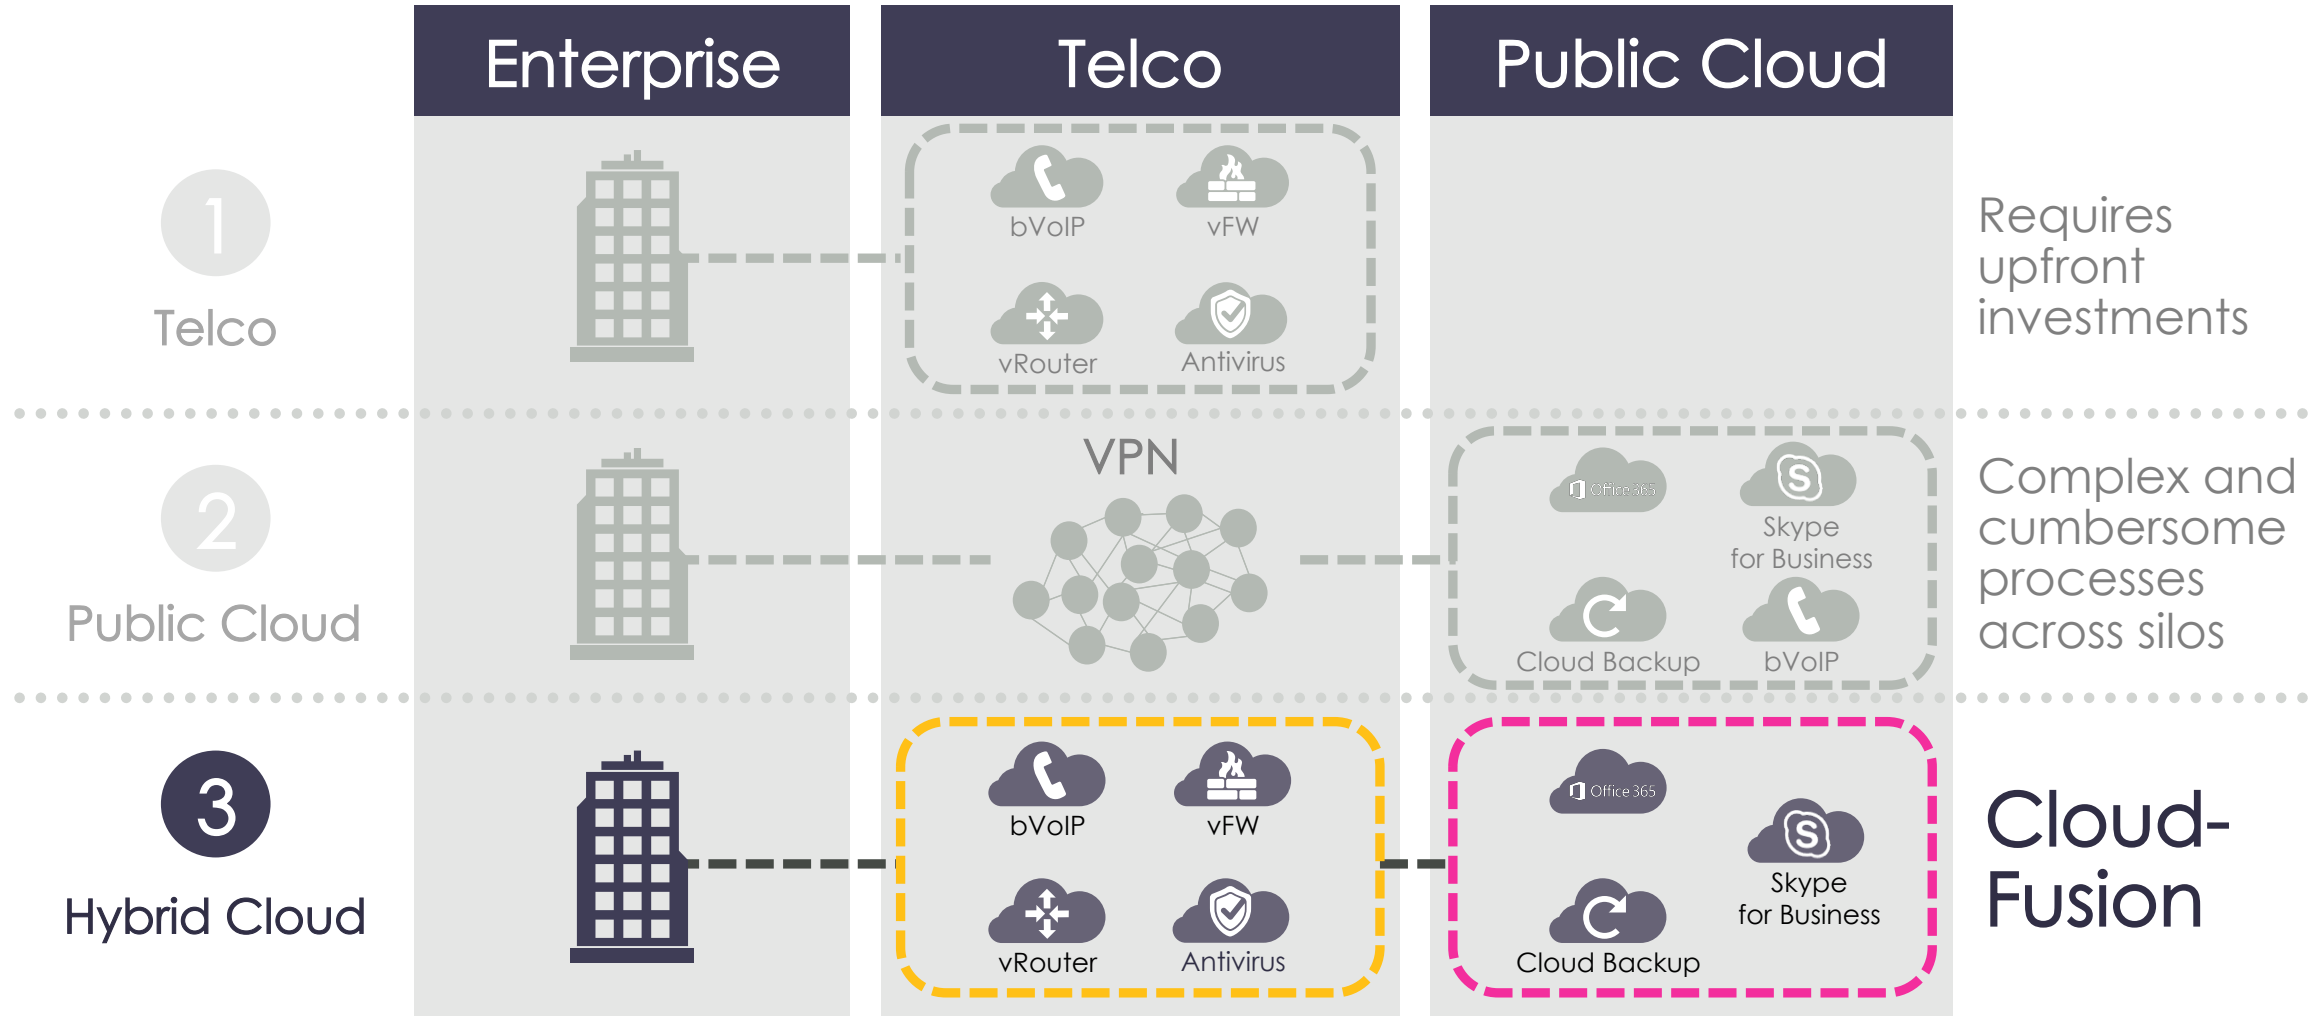 Enterprise
Telco
Public Cloud
1
Telco
bVoIP
vFW
vRouter
Antivirus
Requires
upfront
investments
2
Public Cloud
VPN
Office 365
Skype
for Business
Cloud Backup
bVoIP
Complex and
cumbersome
processes
across silos
3
Hybrid Cloud
bVoIP
vFW
vRouter
Antivirus
Office 365
Skype
for Business
Cloud Backup
Cloud-
Fusion